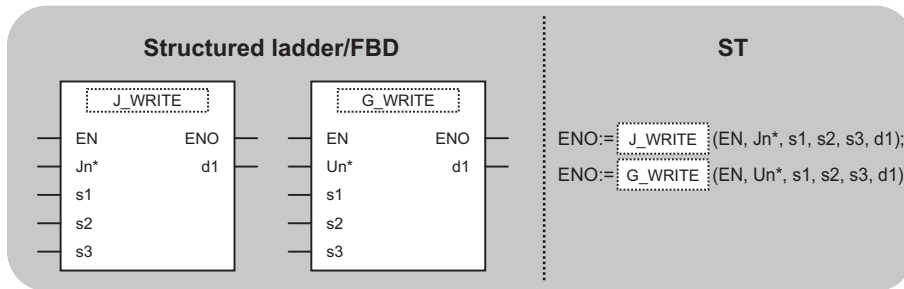 Structured ladder/FBD
J_WRITE
EN ENO
Jn* d1
s1
s2
s3
G_WRITE
EN ENO
Un* d1
s1
s2
s3
ST
ENO:= J_WRITE (EN, Jn*, s1, s2, s3, d1);
ENO:= G_WRITE (EN, Un*, s1, s2, s3, d1)